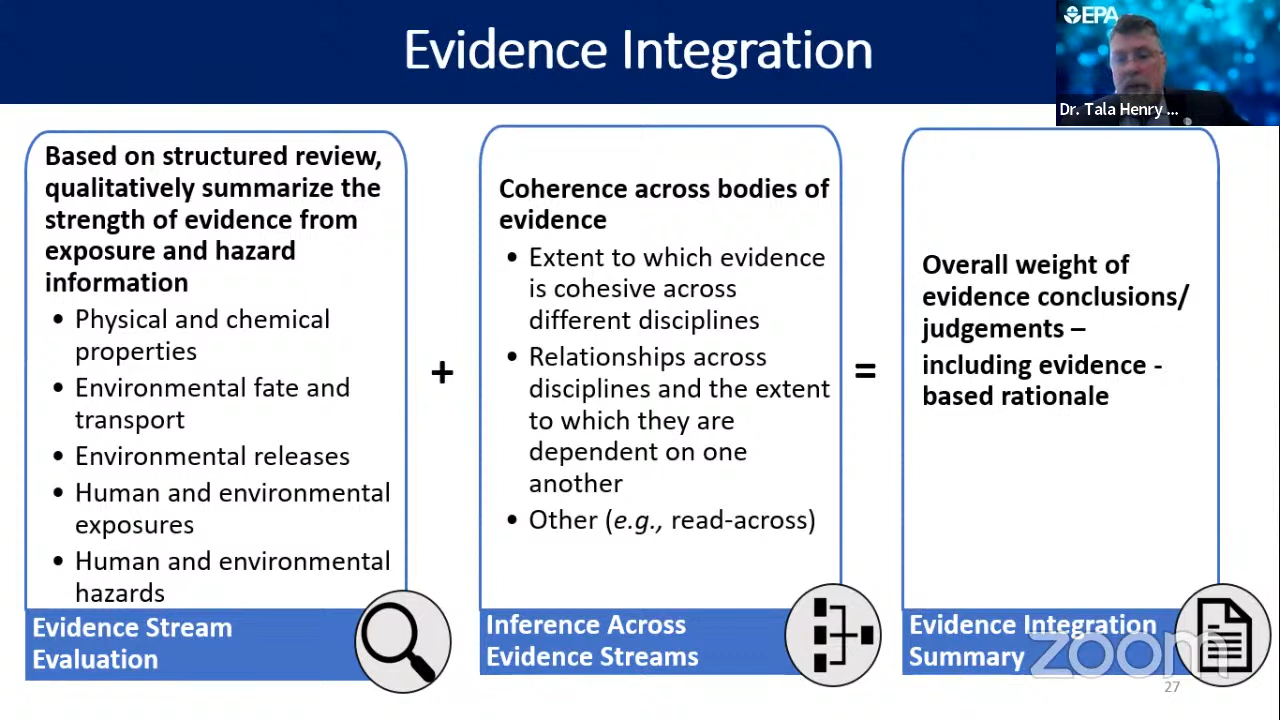 Evidence Integration
EPA
Dr. Tala Henry ...
Based on structured review,
qualitatively summarize the
strength of evidence from
exposure and hazard
information
• Physical and chemical
properties
• Environmental fate and
transport
• Environmental releases
• Human and environmental
exposures
• Human and environmental
hazards
Evidence Stream
Evaluation
+
Coherence across bodies of
evidence
• Extent to which evidence
is cohesive across
different disciplines
• Relationships across
disciplines and the extent
to which they are
dependent on one
another
• Other (e.g., read-across)
Inference Across
Evidence Streams
=
Overall weight of
evidence conclusions/
judgements –
including evidence -
based rationale
Evidence Integration
Summary
zoom
27